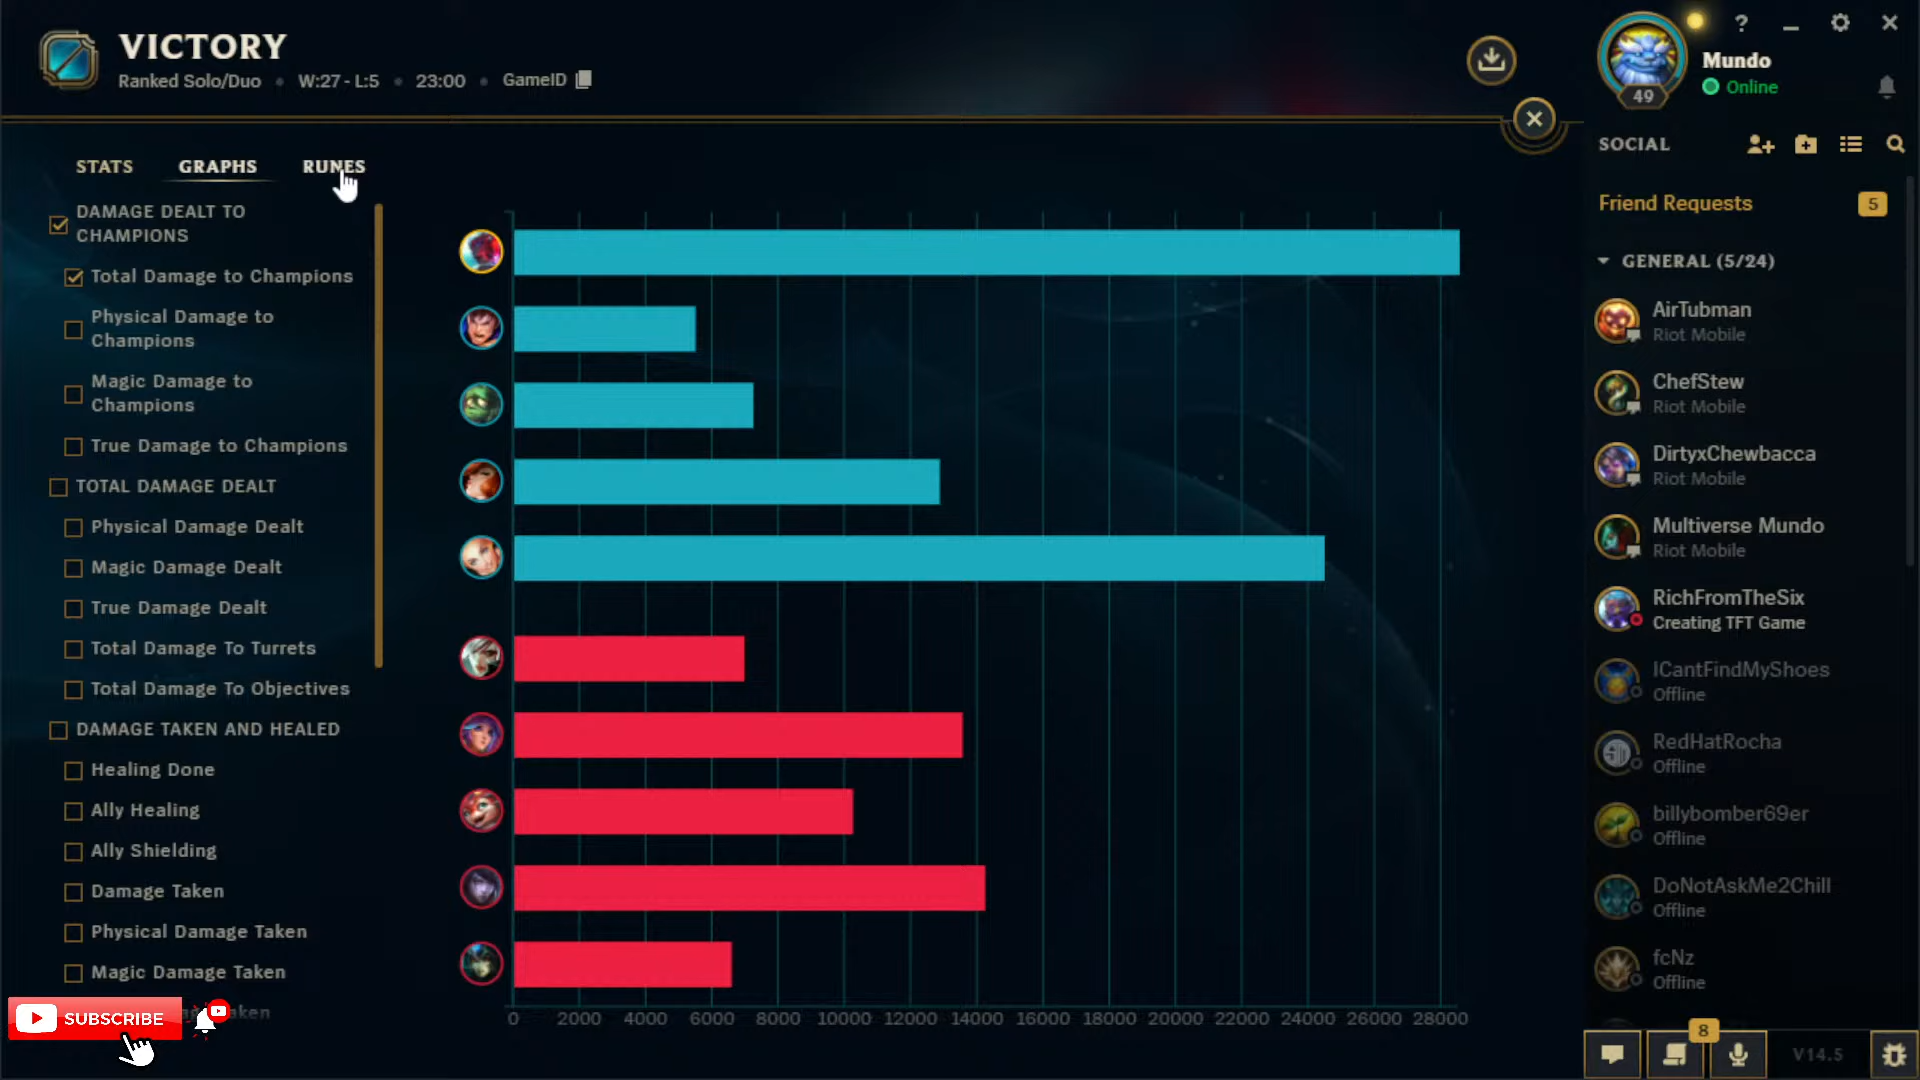 VICTORY
Ranked Solo/Duo • W:27 - L:5 • 23:00 • GameID
STATS GRAPHS RUNES
DAMAGE DEALT TO
CHAMPIONS
Total Damage to Champions
Physical Damage to
Champions
Magic Damage to
Champions
True Damage to Champions
TOTAL DAMAGE DEALT
Physical Damage Dealt
Magic Damage Dealt
True Damage Dealt
Total Damage To Turrets
Total Damage To Objectives
DAMAGE TAKEN AND HEALED
Healing Done
Ally Healing
Ally Shielding
Damage Taken
Physical Damage Taken
Magic Damage Taken
SUBSCRIBE
0 2000 4000 6000 8000 10000 12000 14000 16000 18000 20000 22000 24000 26000 28000
?
49
Mundo
Online
SOCIAL
Friend Requests 5
GENERAL (5/24)
AirTubman
Riot Mobile
ChefStew
Riot Mobile
DirtyxChewbacca
Riot Mobile
Multiverse Mundo
Riot Mobile
RichFromTheSix
Creating TFT Game
ICantFindMyShoes
Offline
RedHatRocha
Offline
billybomber69er
Offline
DoNotAskMe2Chill
Offline
fcNz
Offline
8
V14.5